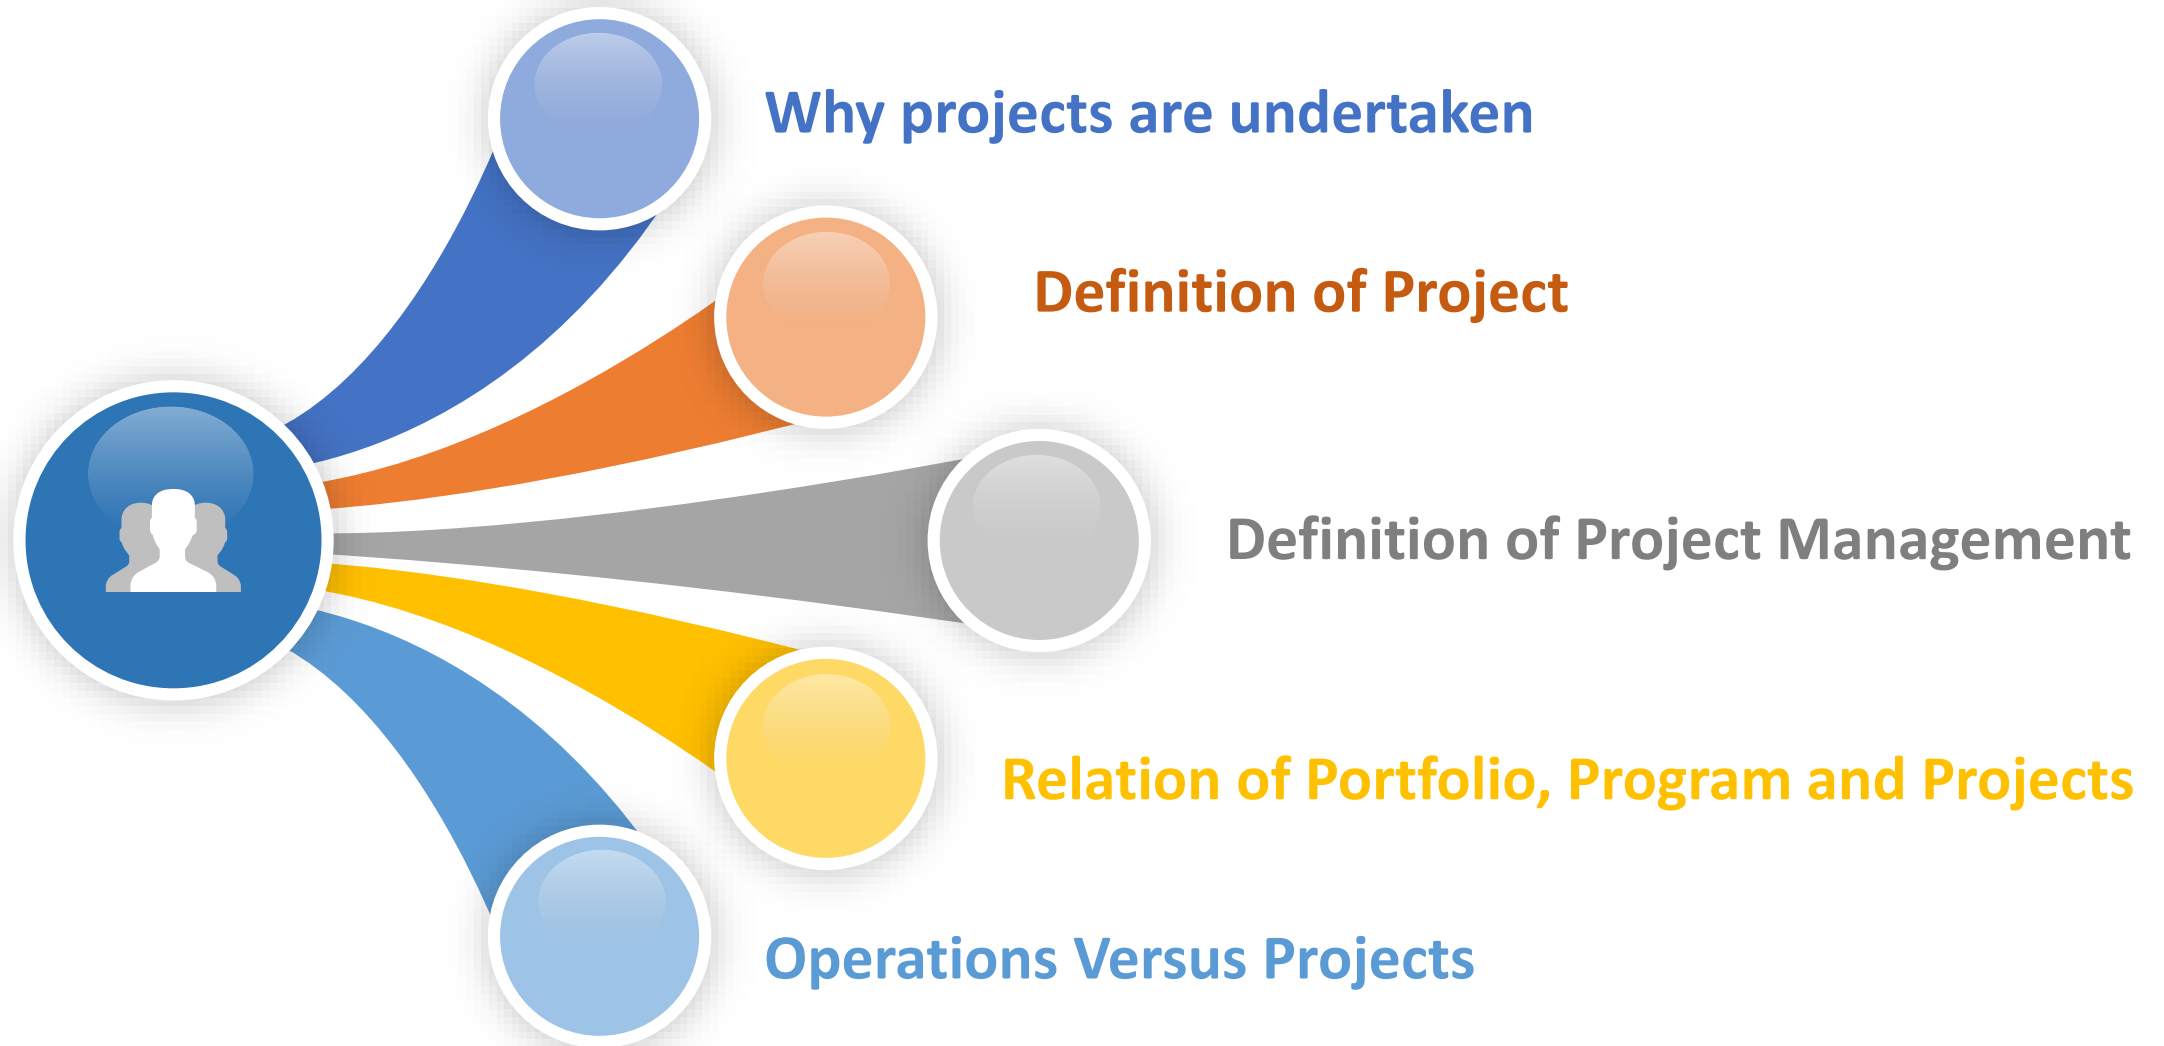 Why projects are undertaken
Definition of Project
Definition of Project Management
Relation of Portfolio, Program and Projects
Operations Versus Projects